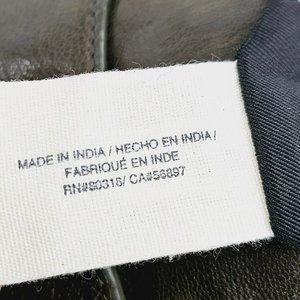 MADE IN INDIA / HECHO EN INDIA /
FABRIQUÉ EN INDE
RN#80318/ CA#56897